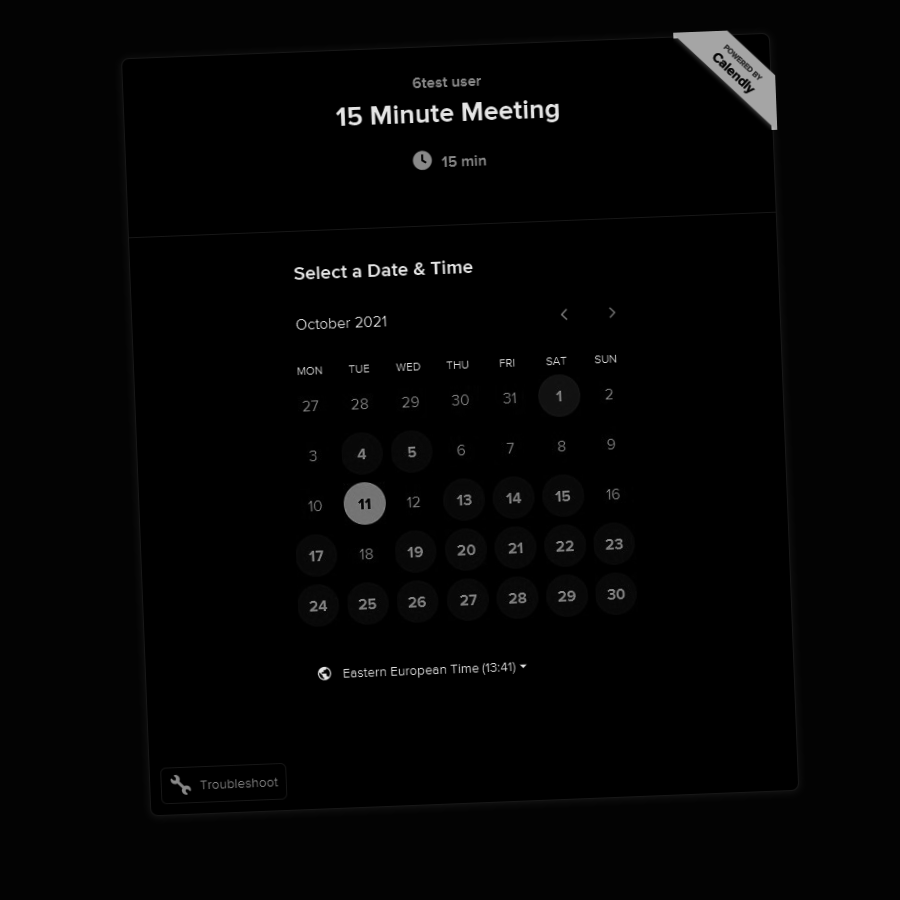 POWERED BY
Calendly
6test user
15 Minute Meeting
15 min
Select a Date & Time
October 2021
MON TUE WED THU FRI SAT SUN
27 28 29 30 31 1 2
3 4 5 6 7 8 9
10 11 12 13 14 15 16
17 18 19 20 21 22 23
24 25 26 27 28 29 30
Eastern European Time (13:41)
Troubleshoot